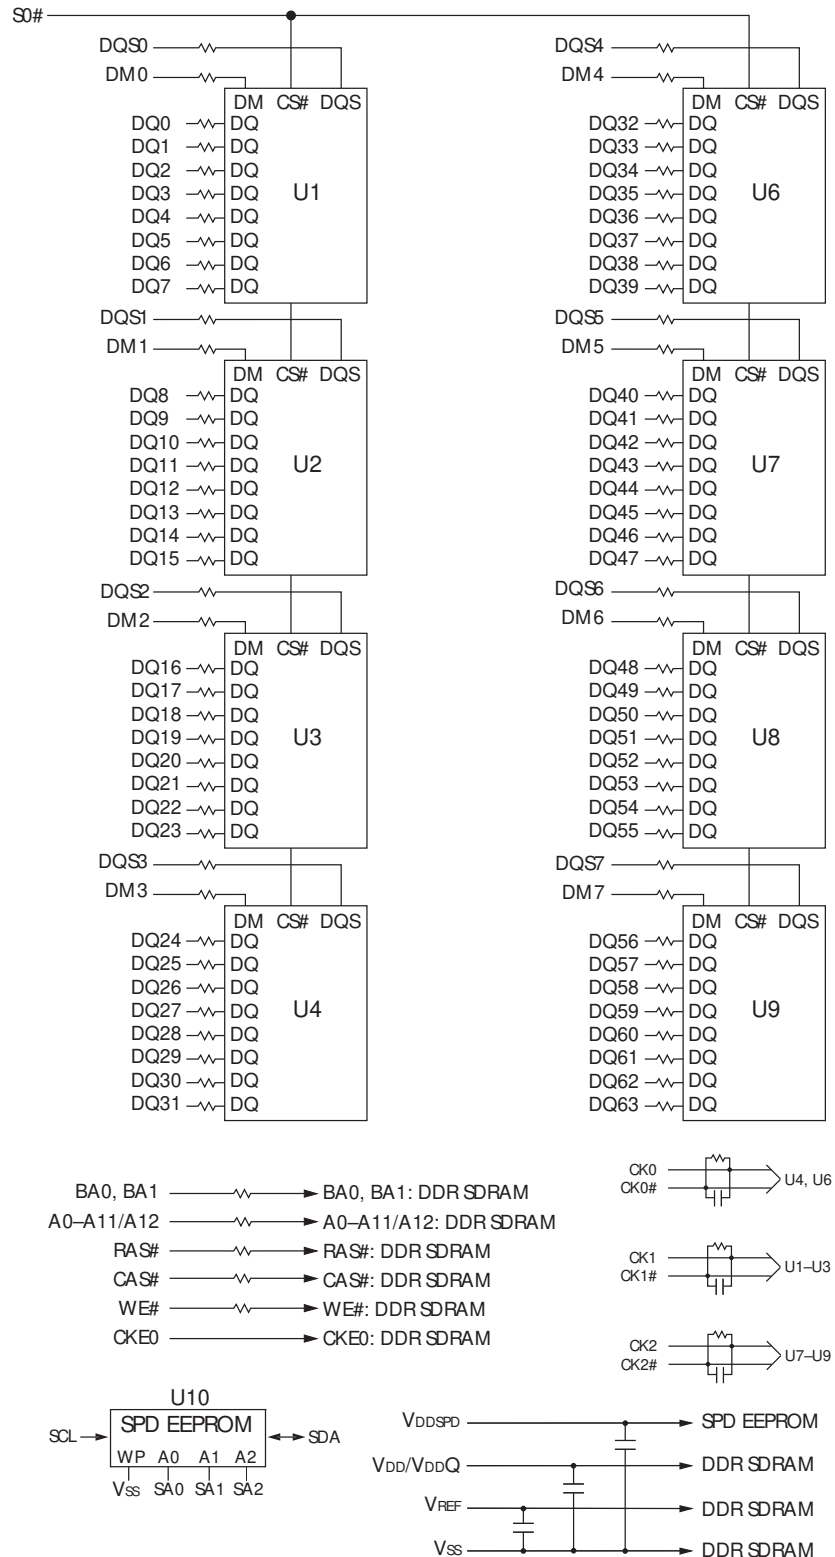 S0#
DQS0
DM0
DM CS# DQS
DQ0 DQ
DQ1 DQ
DQ2 DQ
DQ3 DQ
DQ4 DQ
DQ5 DQ
DQ6 DQ
DQ7 DQ
U1
DQS1
DM1
DM CS# DQS
DQ8 DQ
DQ9 DQ
DQ10 DQ
DQ11 DQ
DQ12 DQ
DQ13 DQ
DQ14 DQ
DQ15 DQ
U2
DQS2
DM2
DM CS# DQS
DQ16 DQ
DQ17 DQ
DQ18 DQ
DQ19 DQ
DQ20 DQ
DQ21 DQ
DQ22 DQ
DQ23 DQ
U3
DQS3
DM3
DM CS# DQS
DQ24 DQ
DQ25 DQ
DQ26 DQ
DQ27 DQ
DQ28 DQ
DQ29 DQ
DQ30 DQ
DQ31 DQ
U4
DQS4
DM4
DM CS# DQS
DQ32 DQ
DQ33 DQ
DQ34 DQ
DQ35 DQ
DQ36 DQ
DQ37 DQ
DQ38 DQ
DQ39 DQ
U6
DQS5
DM5
DM CS# DQS
DQ40 DQ
DQ41 DQ
DQ42 DQ
DQ43 DQ
DQ44 DQ
DQ45 DQ
DQ46 DQ
DQ47 DQ
U7
DQS6
DM6
DM CS# DQS
DQ48 DQ
DQ49 DQ
DQ50 DQ
DQ51 DQ
DQ52 DQ
DQ53 DQ
DQ54 DQ
DQ55 DQ
U8
DQS7
DM7
DM CS# DQS
DQ56 DQ
DQ57 DQ
DQ58 DQ
DQ59 DQ
DQ60 DQ
DQ61 DQ
DQ62 DQ
DQ63 DQ
U9
BA0, BA1 BA0, BA1: DDR SDRAM
A0–A11/A12 A0–A11/A12: DDR SDRAM
RAS# RAS#: DDR SDRAM
CAS# CAS#: DDR SDRAM
WE# WE#: DDR SDRAM
CKE0 CKE0: DDR SDRAM
CK0
CK0#
U4, U6
CK1
CK1#
U1–U3
CK2
CK2#
U7–U9
U10
SPD EEPROM
SCL SDA
WP A0 A1 A2
VSS SA0 SA1 SA2
VDDSPD SPD EEPROM
VDD/VDDQ DDR SDRAM
VREF DDR SDRAM
VSS DDR SDRAM